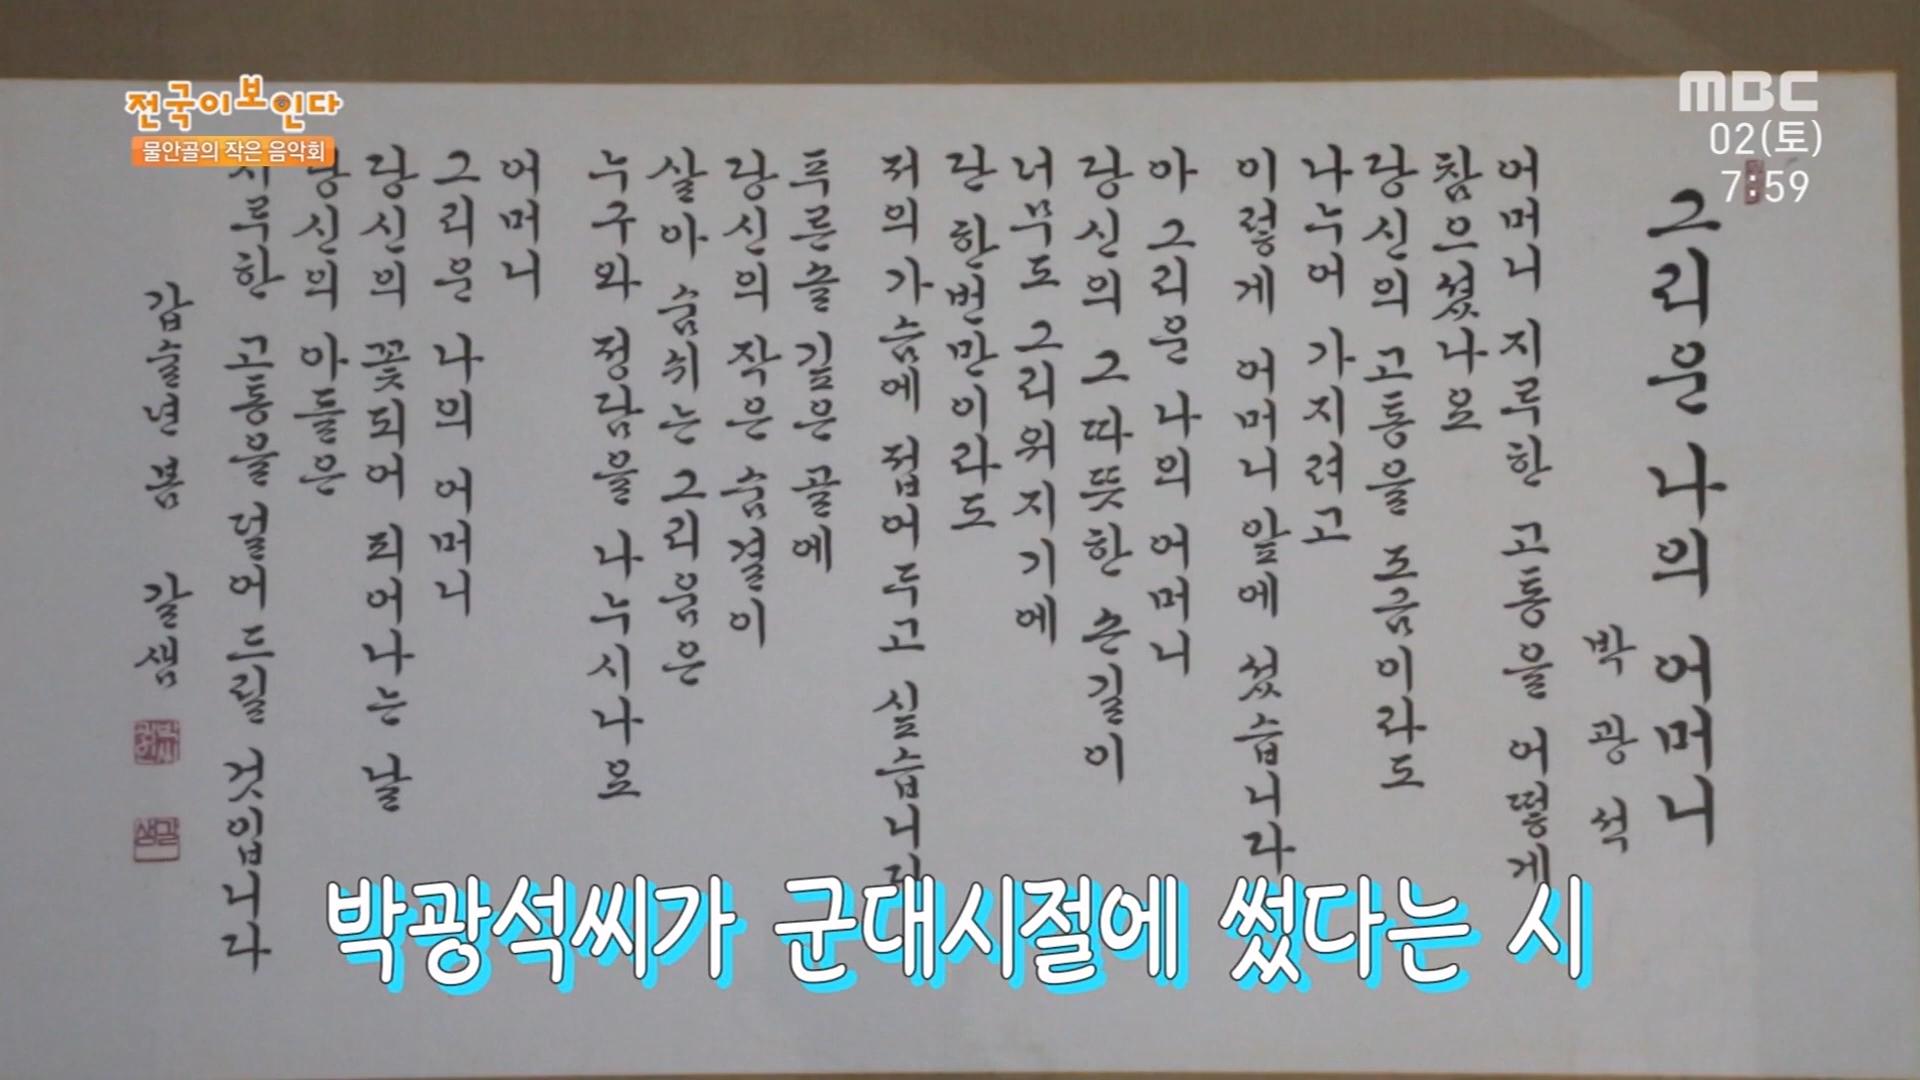 전국이보인다
물안골의 작은 음악회
MBC
02(토)
7:59
그리운 나의 어머니
박광석
어머니 지루한 고통을 어떻게
참으셨나요
당신의 고통을 조금이라도
나누어 가지려고
이렇게 어머니 앞에 섰습니다
아 그리운 나의 어머니
당신의 그 따뜻한 손길이
너무도 그리워지기에
단 한번만이라도
저의 가슴에 접어두고 싶습니다
푸른솔 깊은 골에
당신의 작은 숨결이
살아 숨쉬는 그리움은
누구와 정담을 나누시나요
어머니
그리운 나의 어머니
당신의 꽃되어 피어나는 날
당신의 아들은
지루한 고통을 덜어 드릴 것입니다
갑술년 봄 갈샘
박광석씨가 군대시절에 썼다는 시